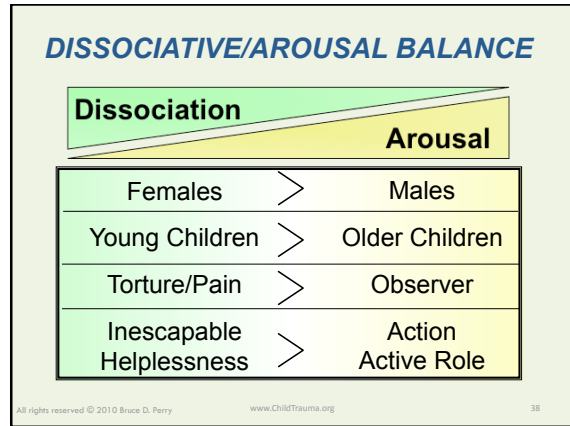 DISSOCIATIVE/AROUSAL BALANCE
Dissociation
Arousal
Females > Males
Young Children > Older Children
Torture/Pain > Observer
Inescapable
Helplessness > Action
Active Role
All rights reserved © 2010 Bruce D. Perry www.ChildTrauma.org 38